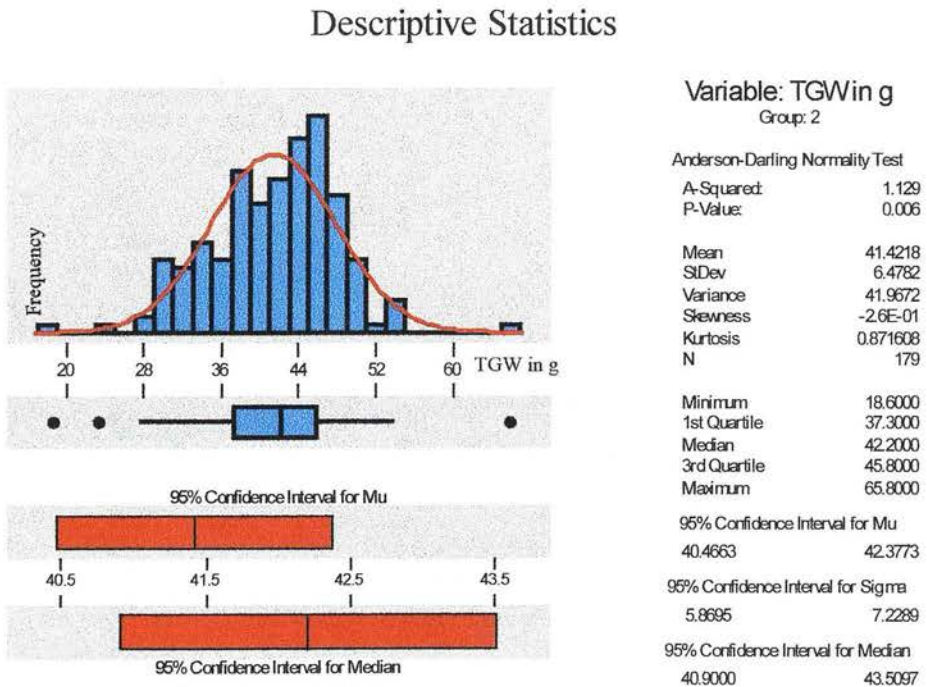 Descriptive Statistics
Frequency
20 28 36 44 52 60 TGW in g
95% Confidence Interval for Mu
40.5 41.5 42.5 43.5
95% Confidence Interval for Median
Variable: TGW in g
Group: 2
Anderson-Darling Normality Test
A-Squared: 1.129
P-Value: 0.006
Mean 41.4218
StDev 6.4782
Variance 41.9672
Skewness -2.6E-01
Kurtosis 0.871608
N 179
Minimum 18.6000
1st Quartile 37.3000
Median 42.2000
3rd Quartile 45.8000
Maximum 65.8000
95% Confidence Interval for Mu
40.4663 42.3773
95% Confidence Interval for Sigma
5.8695 7.2289
95% Confidence Interval for Median
40.9000 43.5097